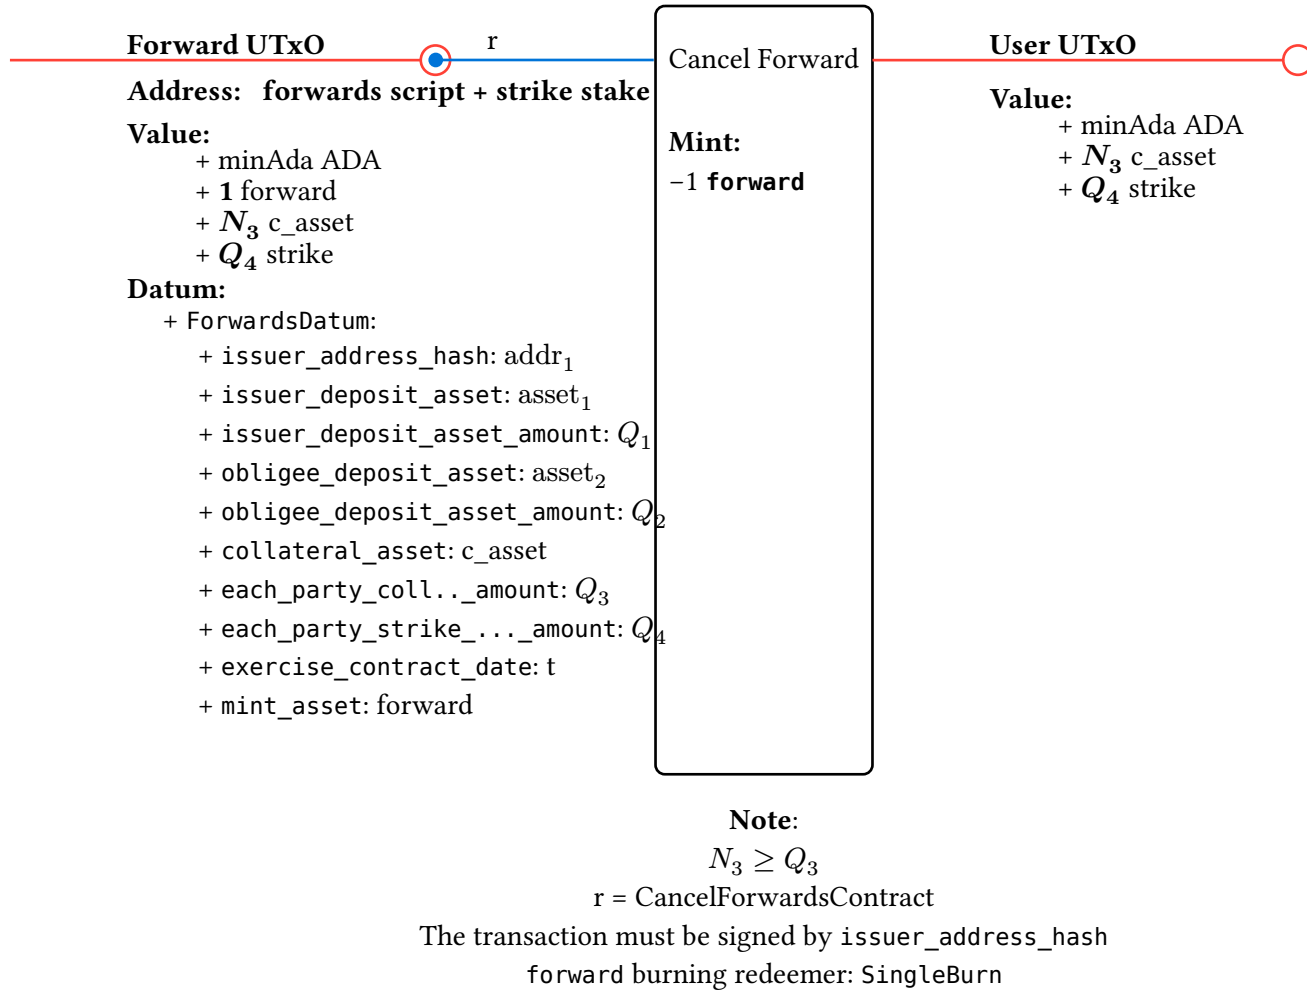 Forward UTxO
r
Address: forwards script + strike stake
Value:
+ minAda ADA
+ 1 forward
+ N₃ c_asset
+ Q₄ strike
Datum:
+ ForwardsDatum:
+ issuer_address_hash: addr₁
+ issuer_deposit_asset: asset₁
+ issuer_deposit_asset_amount: Q₁
+ obligee_deposit_asset: asset₂
+ obligee_deposit_asset_amount: Q₂
+ collateral_asset: c_asset
+ each_party_coll.._amount: Q₃
+ each_party_strike_..._amount: Q₄
+ exercise_contract_date: t
+ mint_asset: forward
Cancel Forward
Mint:
−1 forward
User UTxO
Value:
+ minAda ADA
+ N₃ c_asset
+ Q₄ strike
Note:
N₃ ≥ Q₃
r = CancelForwardsContract
The transaction must be signed by issuer_address_hash
forward burning redeemer: SingleBurn